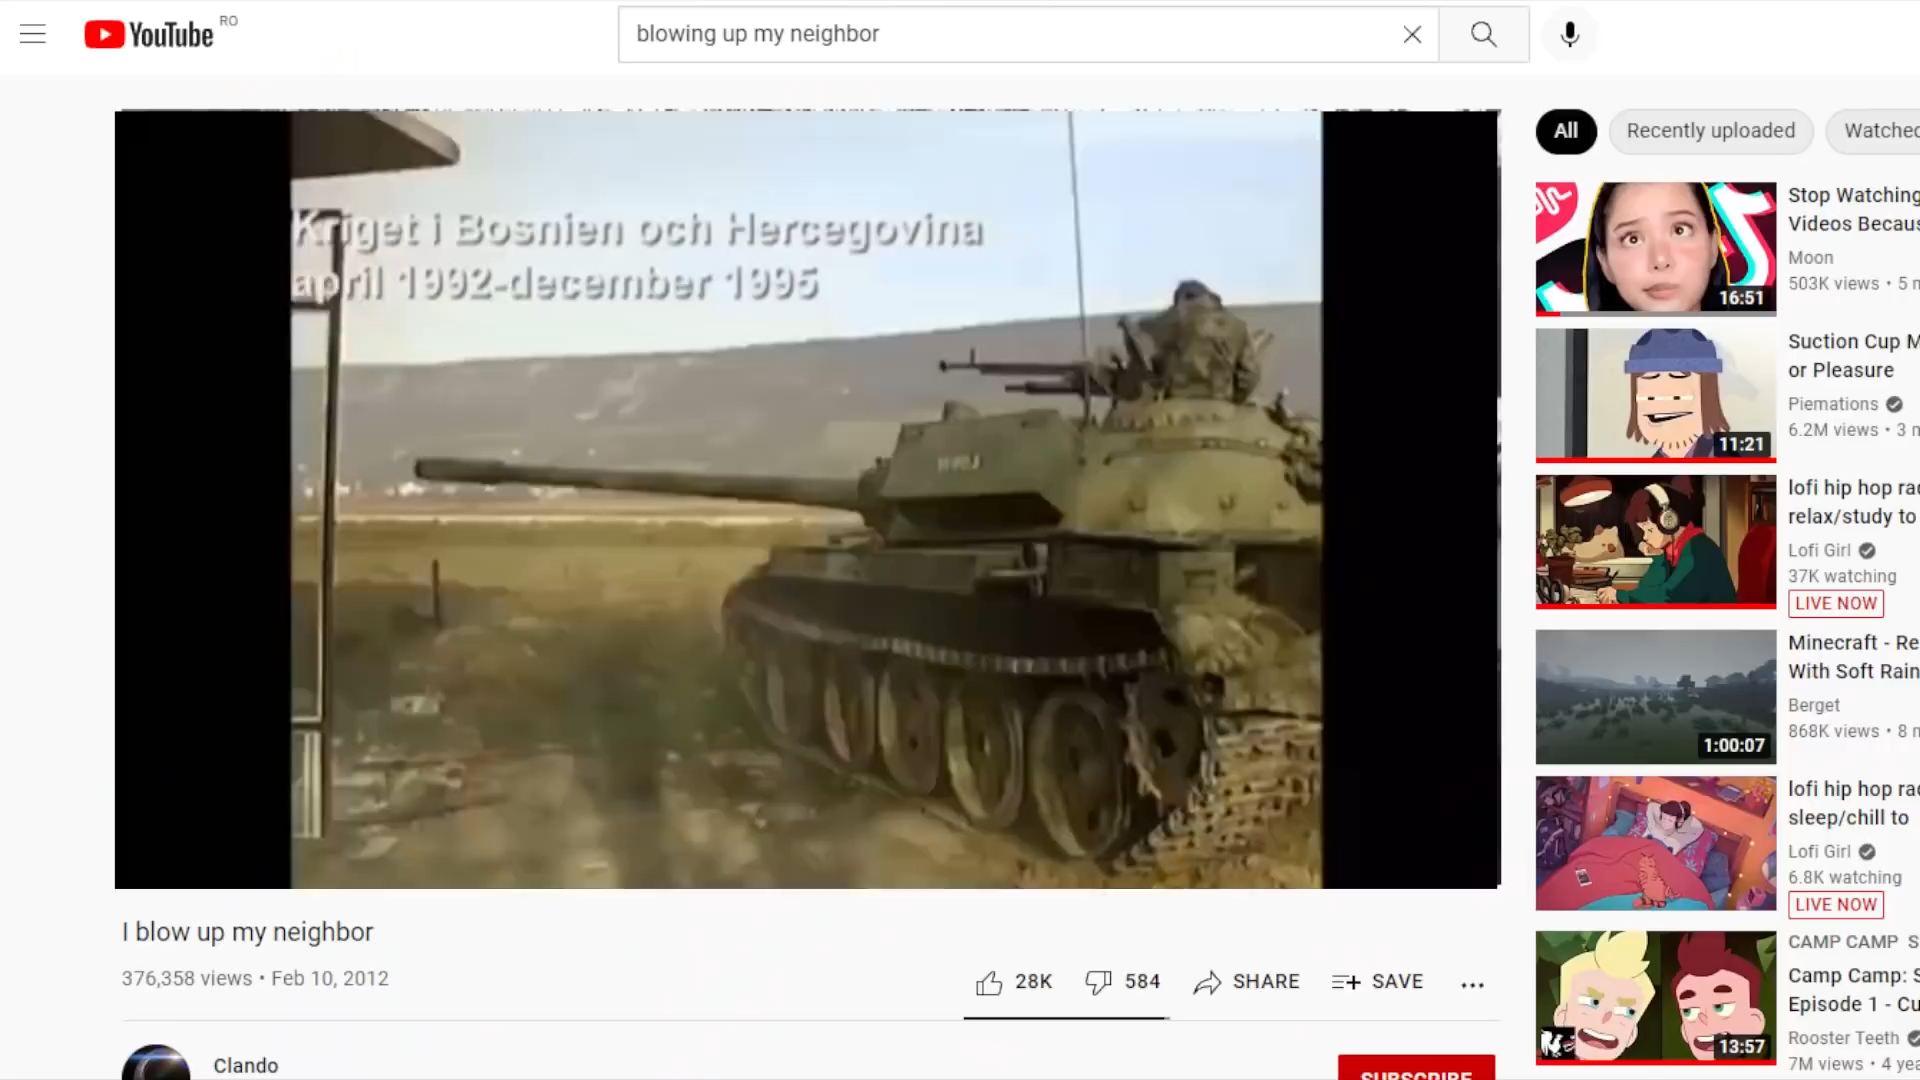 YouTube RO
blowing up my neighbor
Kriget i Bosnien och Hercegovina
april 1992-december 1995
I blow up my neighbor
376,358 views • Feb 10, 2012
28K
584
SHARE
SAVE
Clando
SUBSCRIBE
All
Recently uploaded
Watched
Stop Watching
Videos Becaus
Moon
503K views • 5 m
16:51
Suction Cup M
or Pleasure
Piemations
6.2M views • 3 m
11:21
lofi hip hop rad
relax/study to
Lofi Girl
37K watching
LIVE NOW
Minecraft - Re
With Soft Rain
Berget
868K views • 8 m
1:00:07
lofi hip hop rad
sleep/chill to
Lofi Girl
6.8K watching
LIVE NOW
CAMP CAMP S
Camp Camp: S
Episode 1 - Cu
Rooster Teeth
7M views • 4 yea
13:57